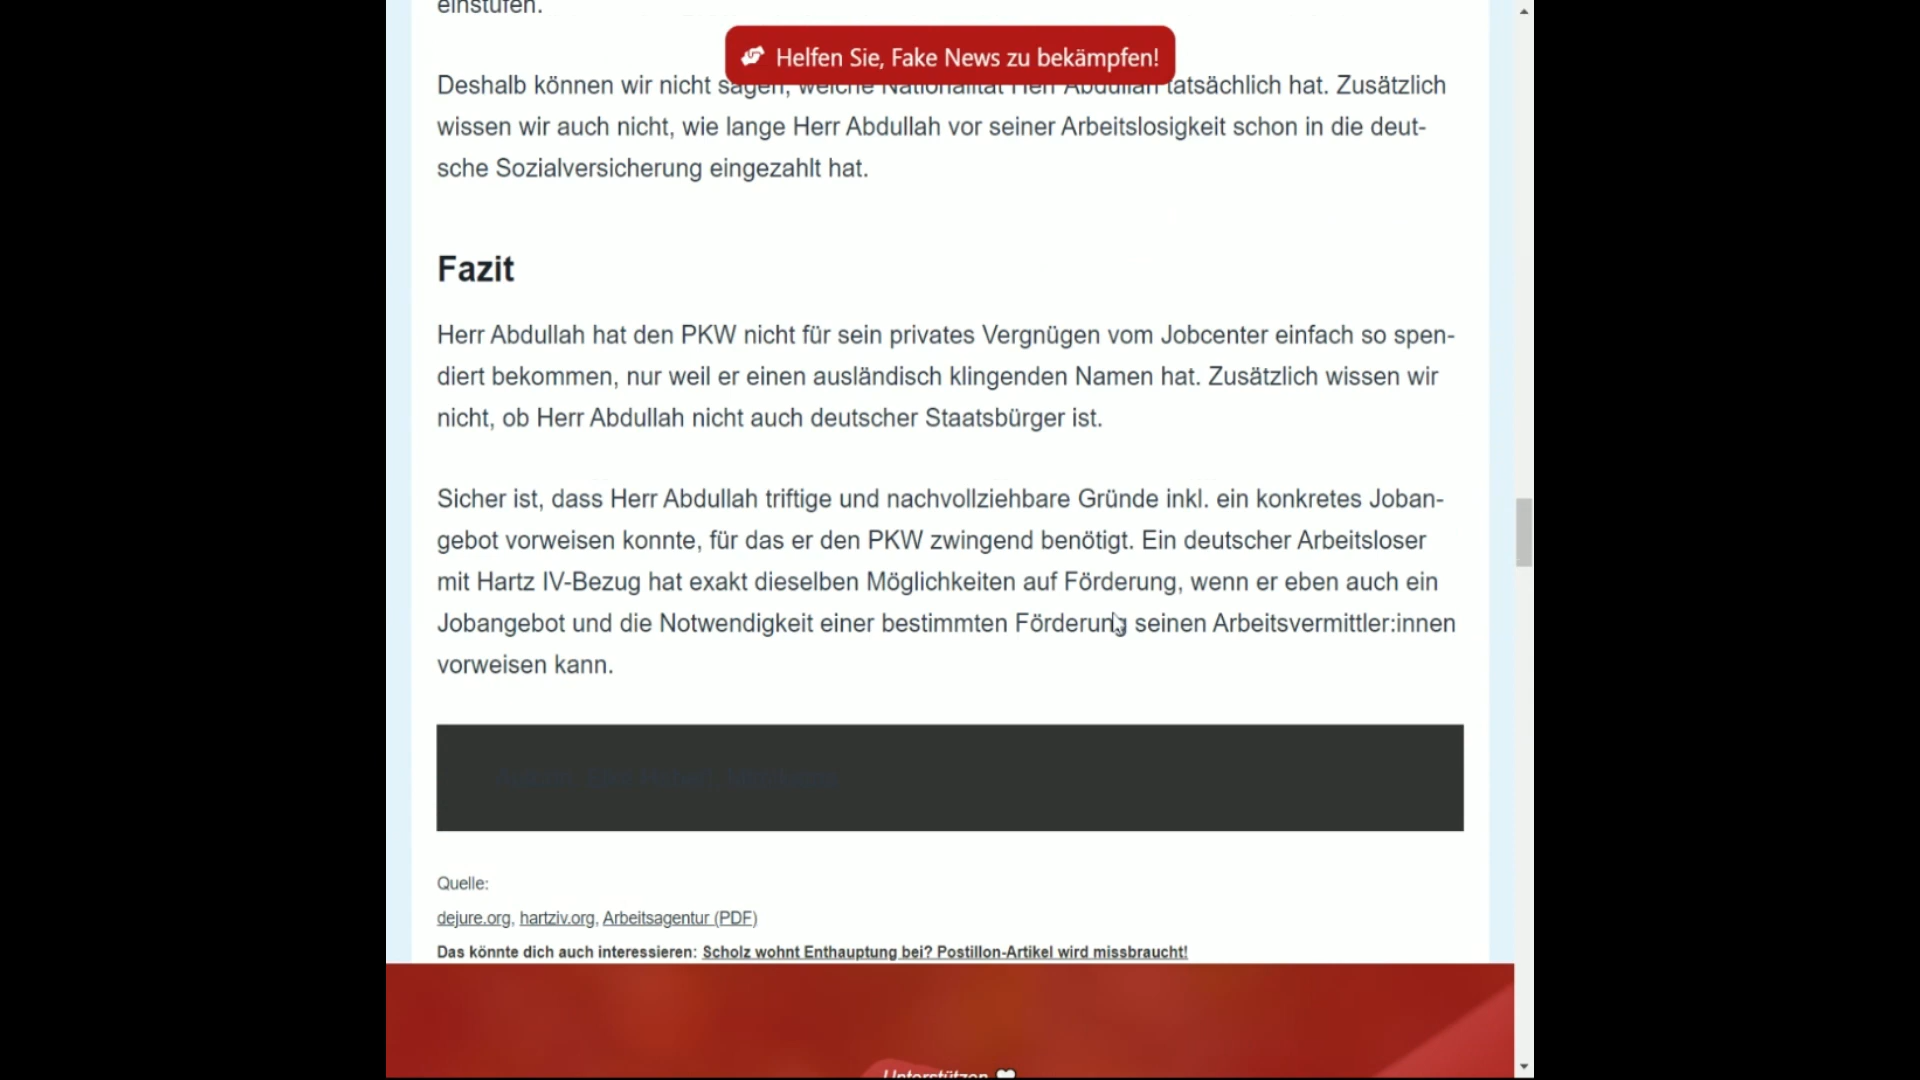 einstufen.
Helfen Sie, Fake News zu bekämpfen!
Deshalb können wir nicht sagen, welche Nationalität Herr Abdullah tatsächlich hat. Zusätzlich
wissen wir auch nicht, wie lange Herr Abdullah vor seiner Arbeitslosigkeit schon in die deut-
sche Sozialversicherung eingezahlt hat.
Fazit
Herr Abdullah hat den PKW nicht für sein privates Vergnügen vom Jobcenter einfach so spen-
diert bekommen, nur weil er einen ausländisch klingenden Namen hat. Zusätzlich wissen wir
nicht, ob Herr Abdullah nicht auch deutscher Staatsbürger ist.
Sicher ist, dass Herr Abdullah triftige und nachvollziehbare Gründe inkl. ein konkretes Joban-
gebot vorweisen konnte, für das er den PKW zwingend benötigt. Ein deutscher Arbeitsloser
mit Hartz IV-Bezug hat exakt dieselben Möglichkeiten auf Förderung, wenn er eben auch ein
Jobangebot und die Notwendigkeit einer bestimmten Förderung seinen Arbeitsvermittler:innen
vorweisen kann.
Quelle:
dejure.org, hartziv.org, Arbeitsagentur (PDF)
Das könnte dich auch interessieren: Scholz wohnt Enthauptung bei? Postillon-Artikel wird missbraucht!
Unterstützen